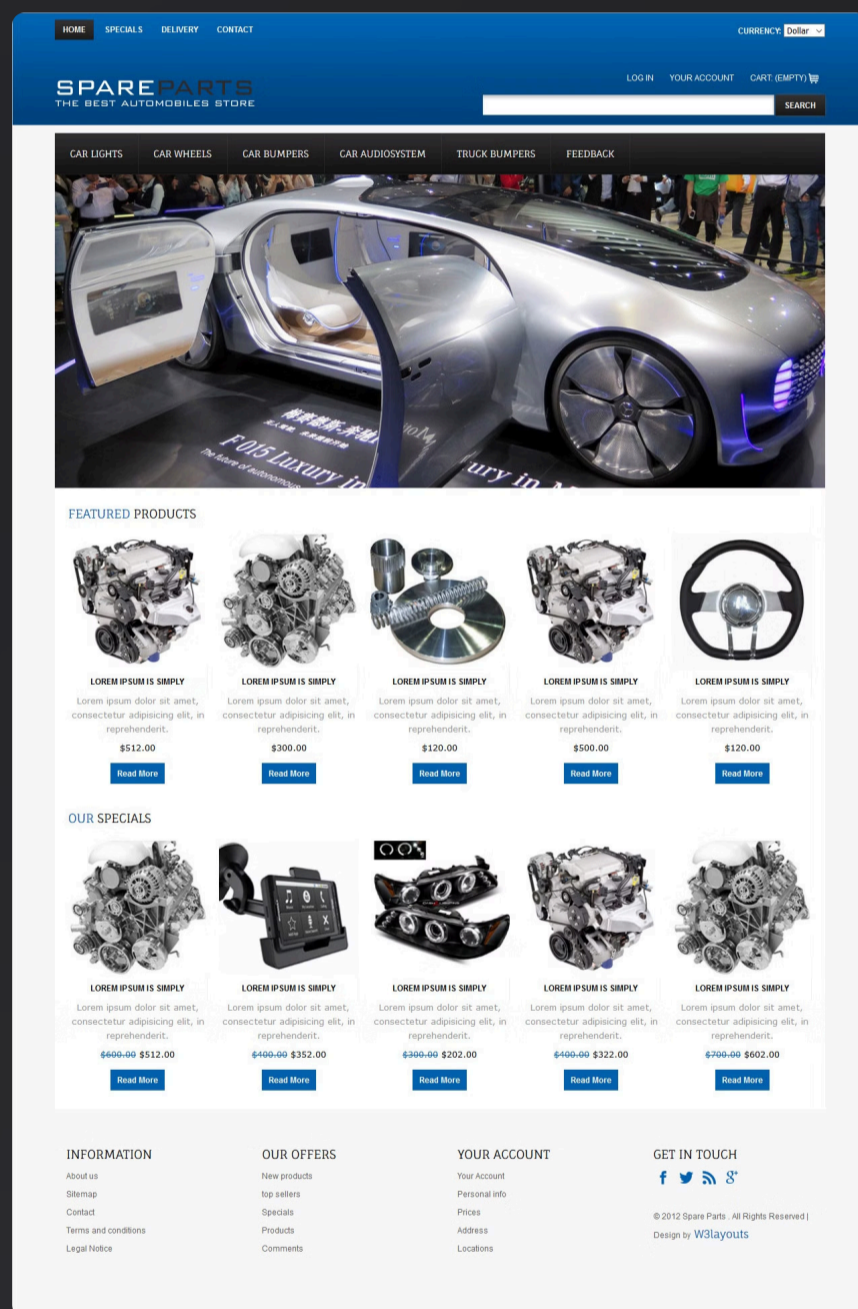 HOME SPECIALS DELIVERY CONTACT CURRENCY: Dollar
LOG IN YOUR ACCOUNT CART: (EMPTY)
SPAREPARTS
THE BEST AUTOMOBILES STORE
SEARCH
CAR LIGHTS CAR WHEELS CAR BUMPERS CAR AUDIOSYSTEM TRUCK BUMPERS FEEDBACK
F 015 Luxury in
The future of autonomous
ury in
FEATURED PRODUCTS
LOREM IPSUM IS SIMPLY LOREM IPSUM IS SIMPLY LOREM IPSUM IS SIMPLY LOREM IPSUM IS SIMPLY LOREM IPSUM IS SIMPLY
Lorem ipsum dolor sit amet, Lorem ipsum dolor sit amet, Lorem ipsum dolor sit amet, Lorem ipsum dolor sit amet, Lorem ipsum dolor sit amet,
consectetur adipisicing elit, in consectetur adipisicing elit, in consectetur adipisicing elit, in consectetur adipisicing elit, in consectetur adipisicing elit, in
reprehenderit. reprehenderit. reprehenderit. reprehenderit. reprehenderit.
$512.00 $300.00 $120.00 $500.00 $120.00
Read More Read More Read More Read More Read More
OUR SPECIALS
LOREM IPSUM IS SIMPLY LOREM IPSUM IS SIMPLY LOREM IPSUM IS SIMPLY LOREM IPSUM IS SIMPLY LOREM IPSUM IS SIMPLY
Lorem ipsum dolor sit amet, Lorem ipsum dolor sit amet, Lorem ipsum dolor sit amet, Lorem ipsum dolor sit amet, Lorem ipsum dolor sit amet,
consectetur adipisicing elit, in consectetur adipisicing elit, in consectetur adipisicing elit, in consectetur adipisicing elit, in consectetur adipisicing elit, in
reprehenderit. reprehenderit. reprehenderit. reprehenderit. reprehenderit.
$600.00 $512.00 $400.00 $352.00 $300.00 $202.00 $400.00 $322.00 $700.00 $602.00
Read More Read More Read More Read More Read More
INFORMATION OUR OFFERS YOUR ACCOUNT GET IN TOUCH
About us New products Your Account
Sitemap top sellers Personal info
Contact Specials Prices © 2012 Spare Parts . All Rights Reserved |
Terms and conditions Products Address Design by W3layouts
Legal Notice Comments Locations